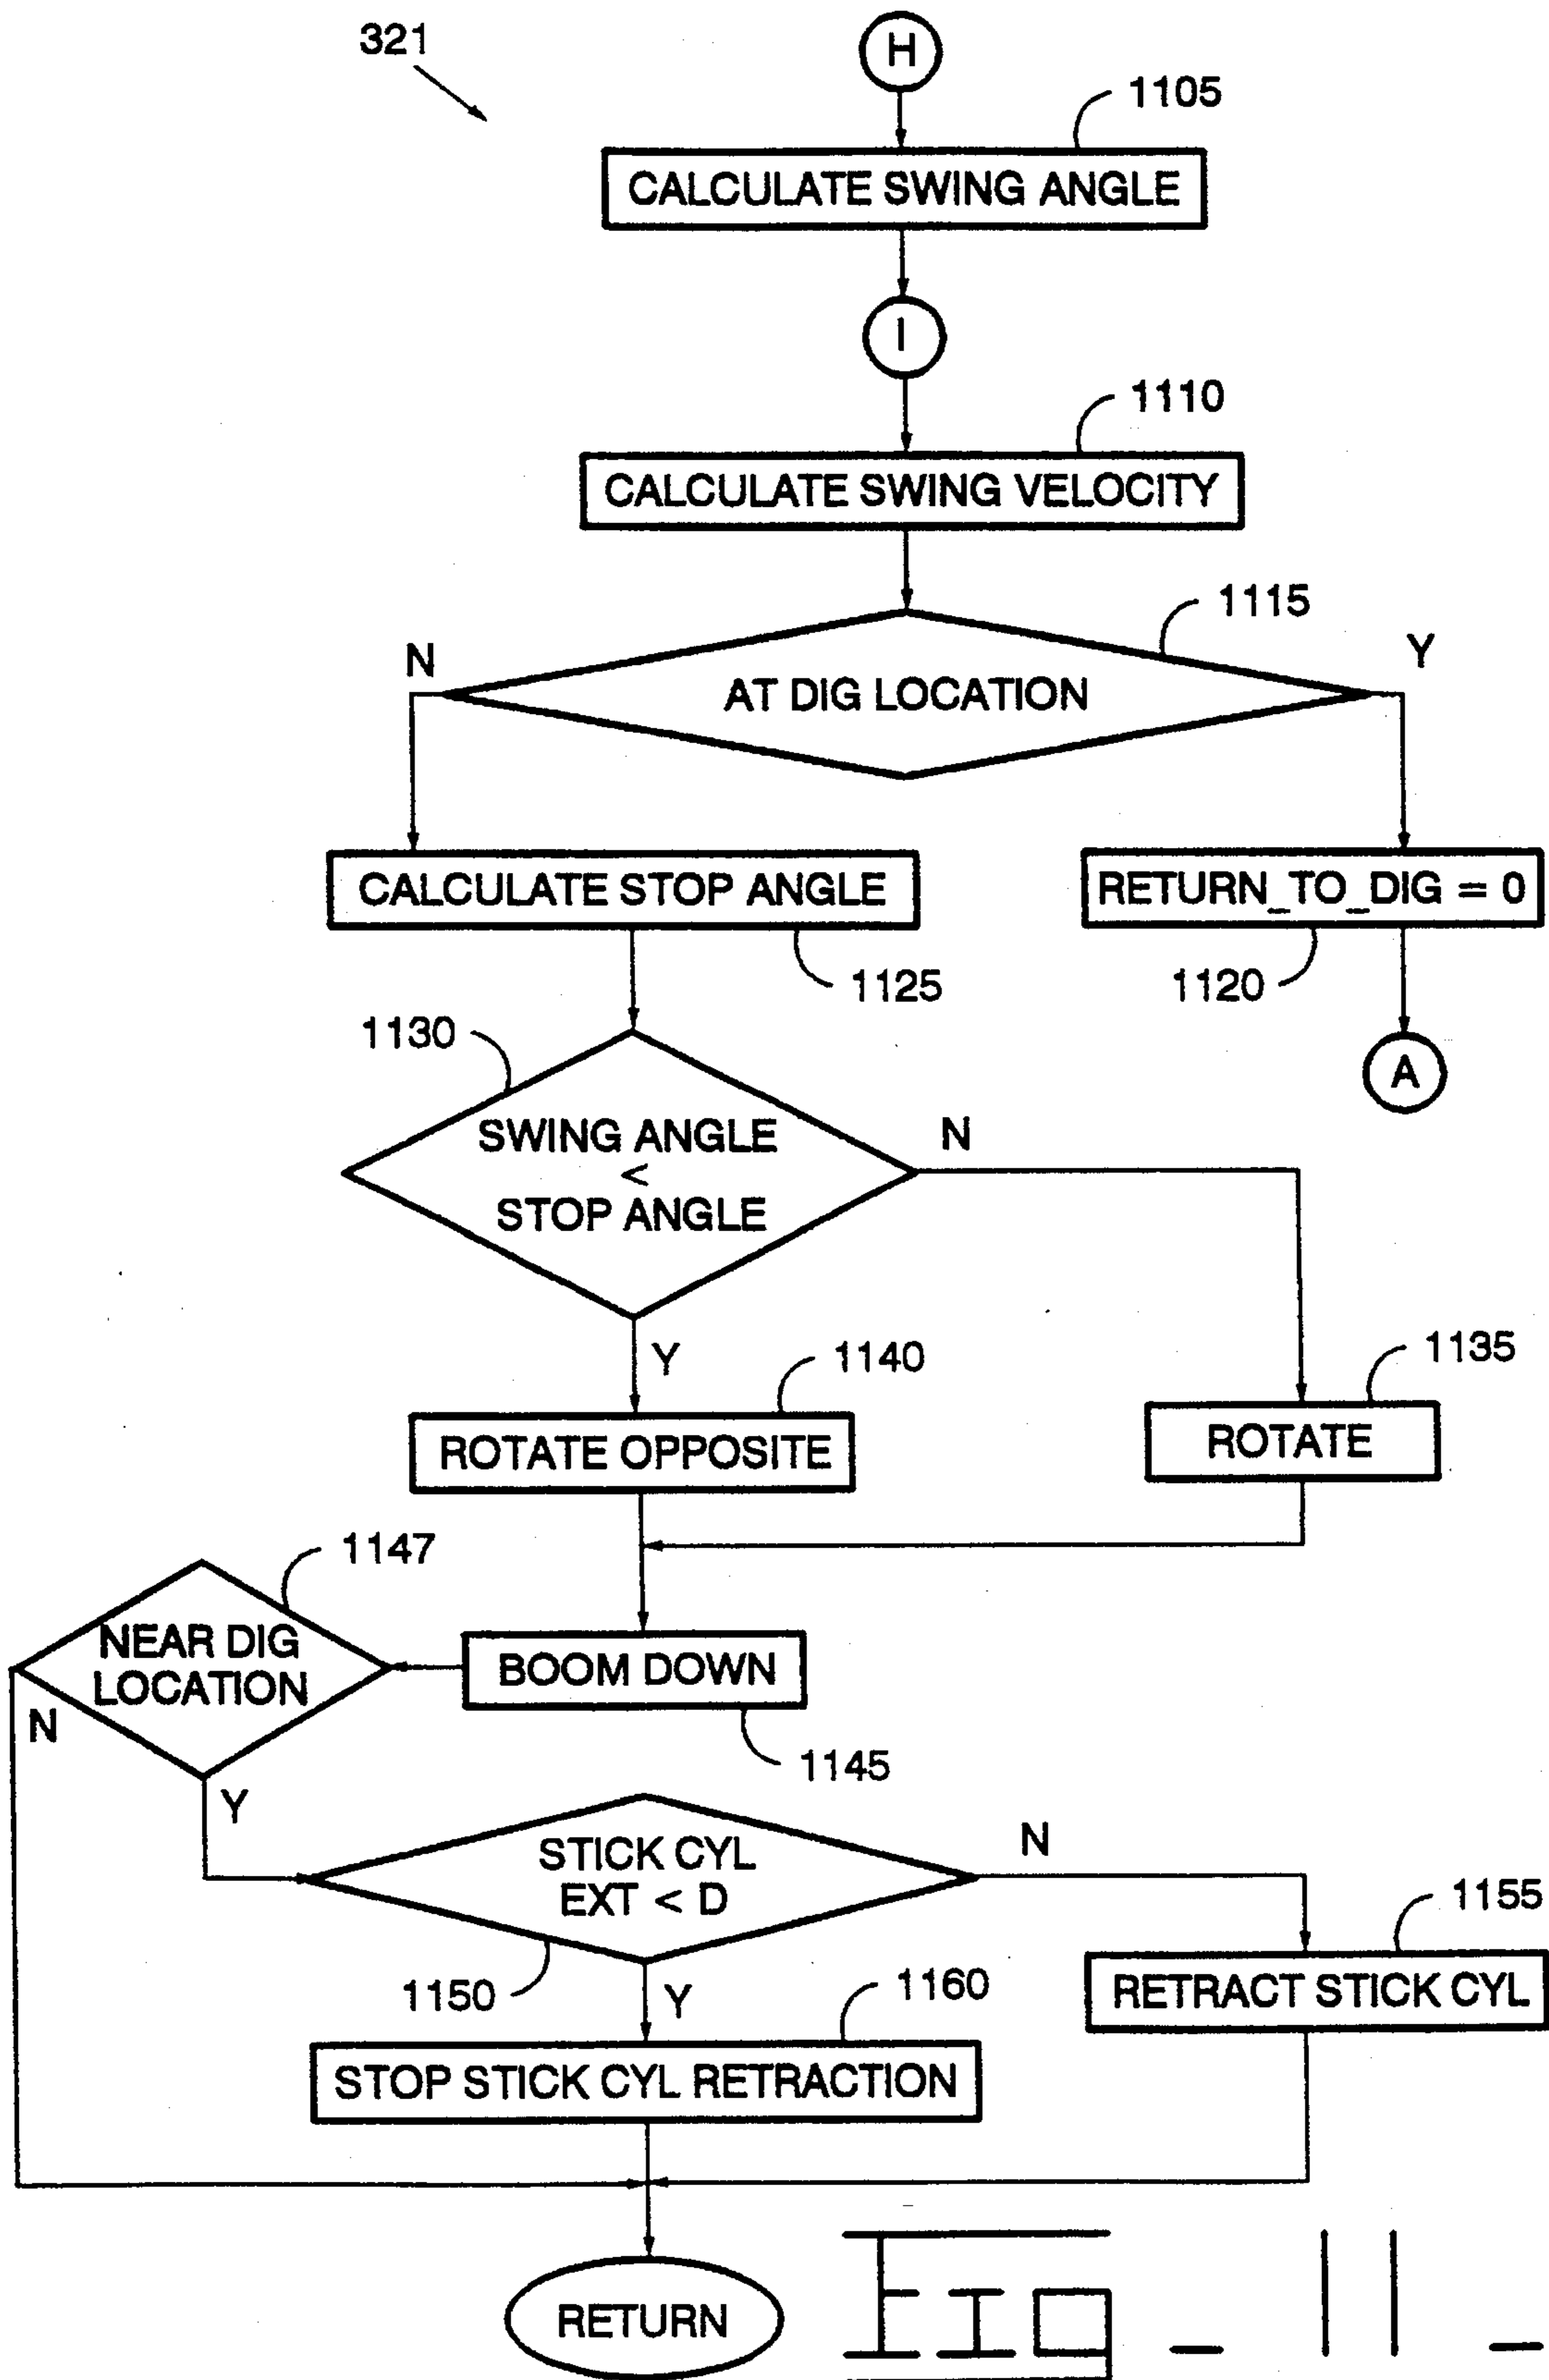 321
H
1105
CALCULATE SWING ANGLE
I
1110
CALCULATE SWING VELOCITY
1115
N
Y
AT DIG LOCATION
CALCULATE STOP ANGLE
RETURN_TO_DIG = 0
1125
1120
1130
A
SWING ANGLE
<
STOP ANGLE
N
Y
1140
1135
ROTATE OPPOSITE
ROTATE
1147
NEAR DIG
LOCATION
BOOM DOWN
N
1145
Y
STICK CYL
EXT < D
N
1155
1150
Y
1160
RETRACT STICK CYL
STOP STICK CYL RETRACTION
RETURN
Fig_11_